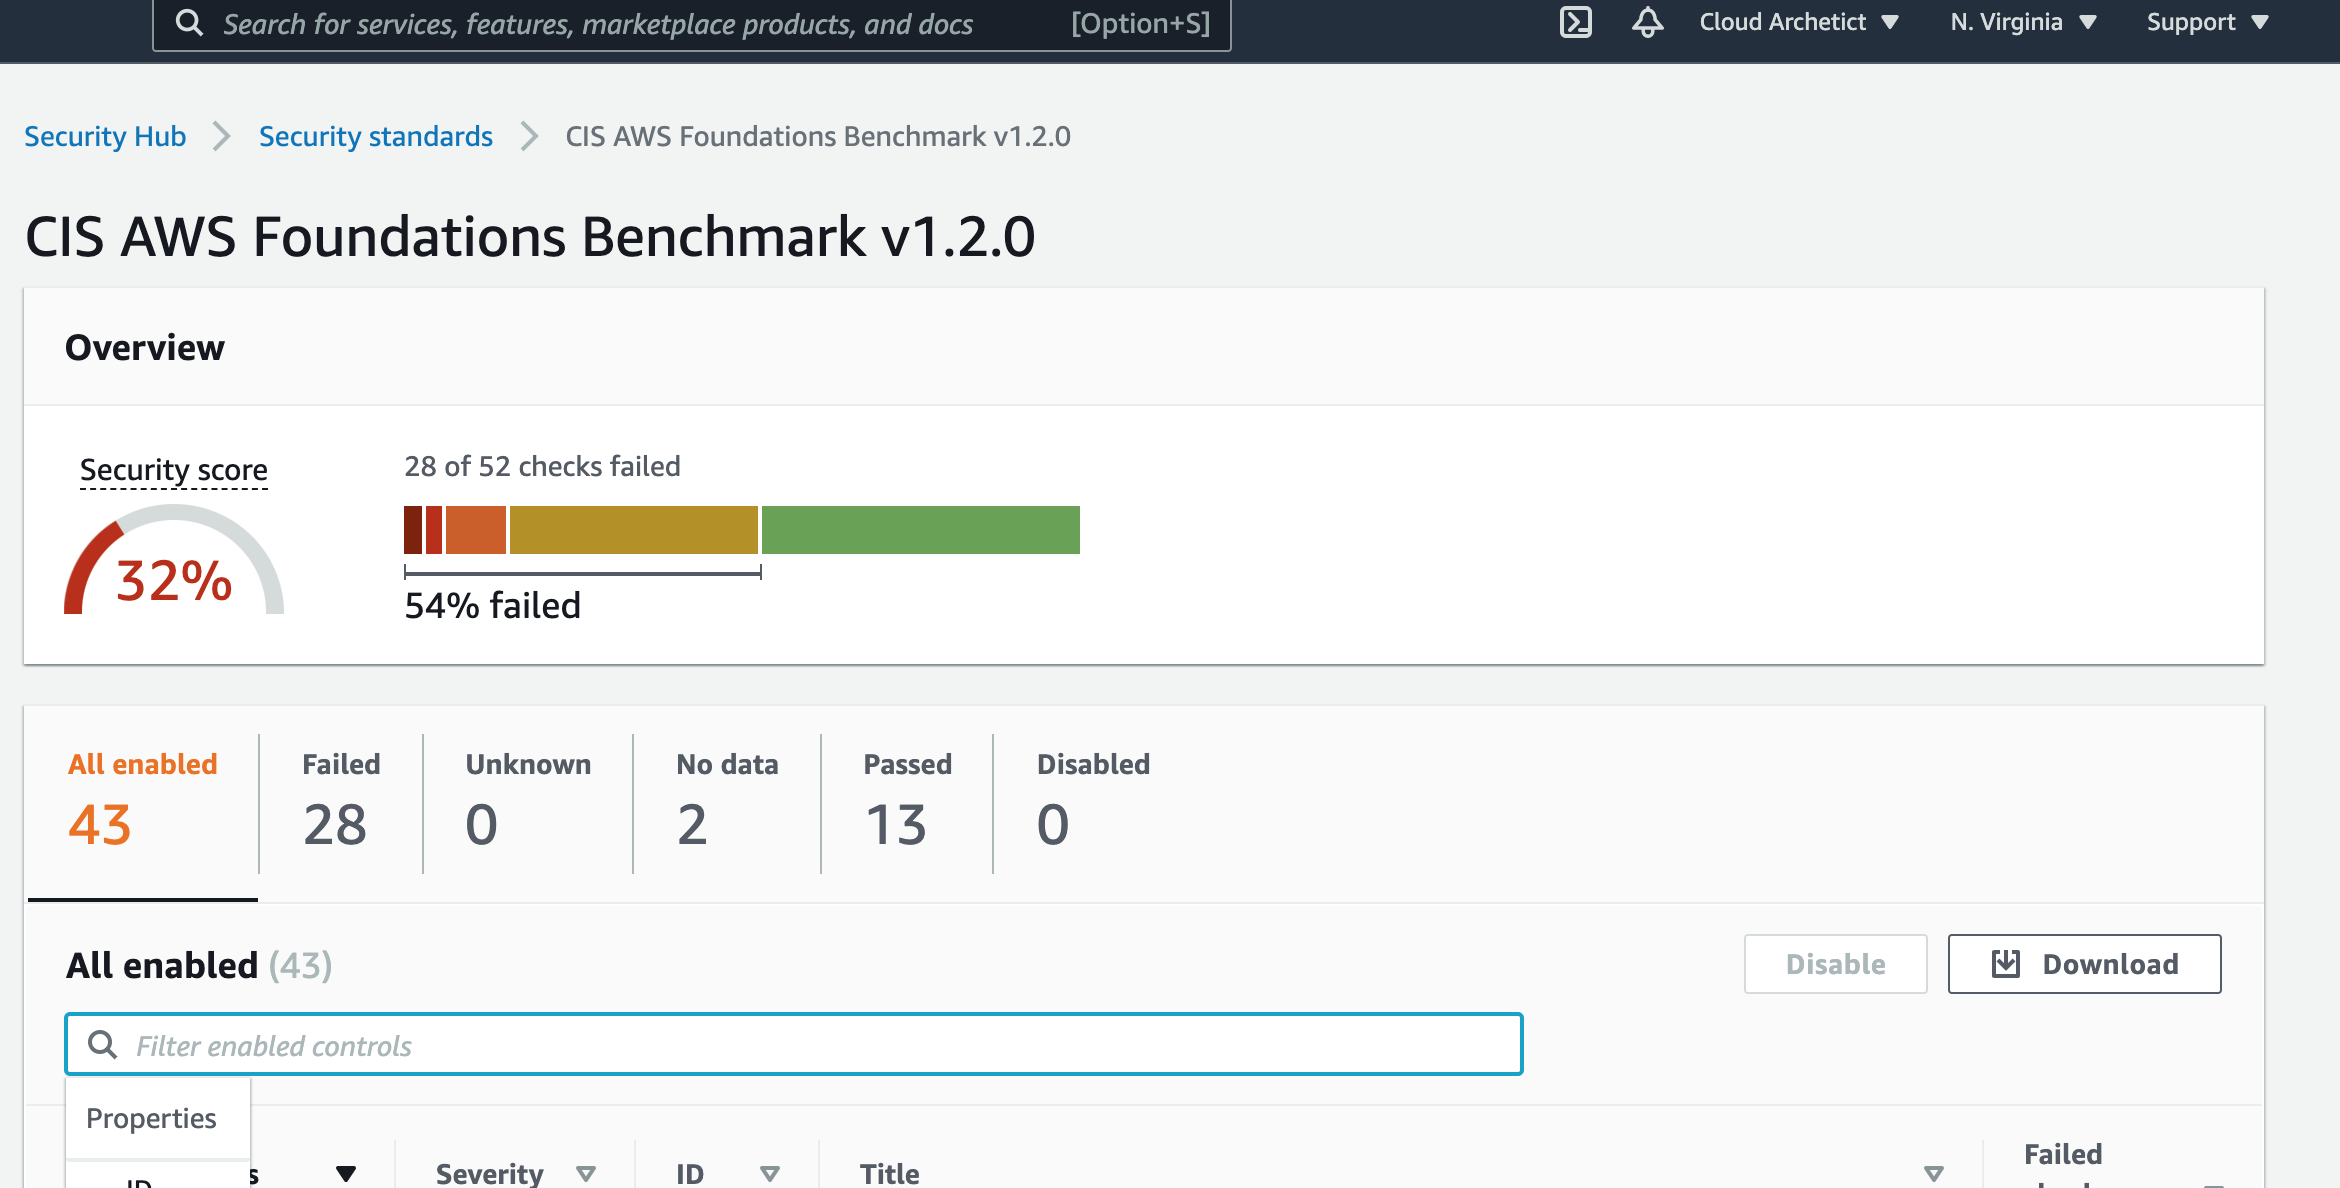 Search for services, features, marketplace products, and docs [Option+S] Cloud Archetict N. Virginia Support
Security Hub Security standards CIS AWS Foundations Benchmark v1.2.0
CIS AWS Foundations Benchmark v1.2.0
Overview
Security score 28 of 52 checks failed
32%
54% failed
All enabled Failed Unknown No data Passed Disabled
43 28 0 2 13 0
All enabled (43) Disable Download
Filter enabled controls
Properties
Severity ID Title Failed
ID